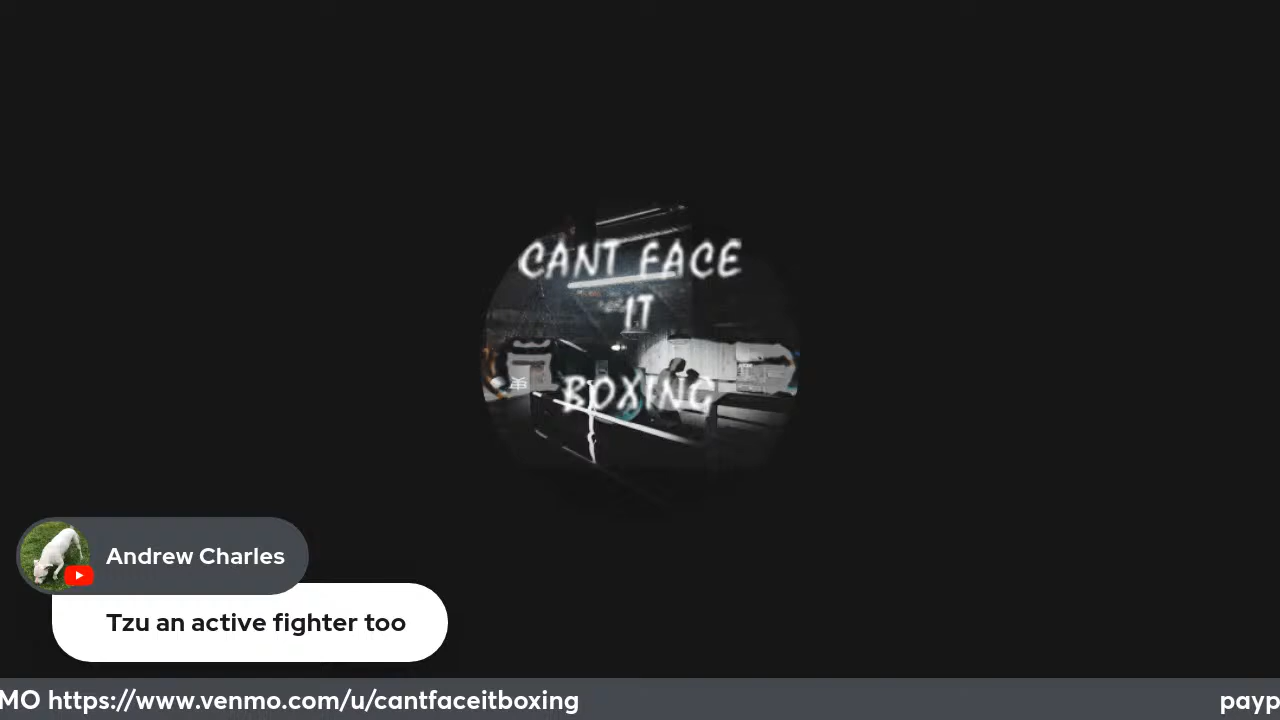 CANT FACE
IT
BOXING
Andrew Charles
Tzu an active fighter too
MO https://www.venmo.com/u/cantfaceitboxing
payp